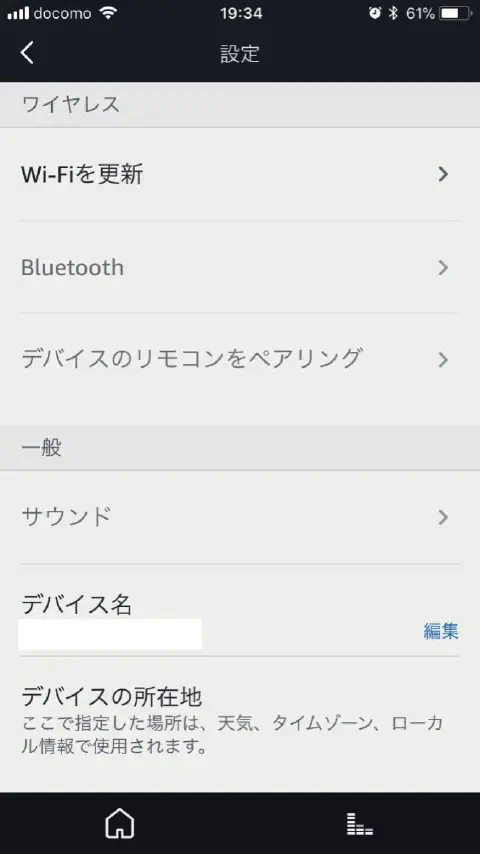 docomo 19:34 61%
設定
ワイヤレス
Wi-Fiを更新
Bluetooth
デバイスのリモコンをペアリング
一般
サウンド
デバイス名
編集
デバイスの所在地
ここで指定した場所は、天気、タイムゾーン、ローカ
ル情報で使用されます。